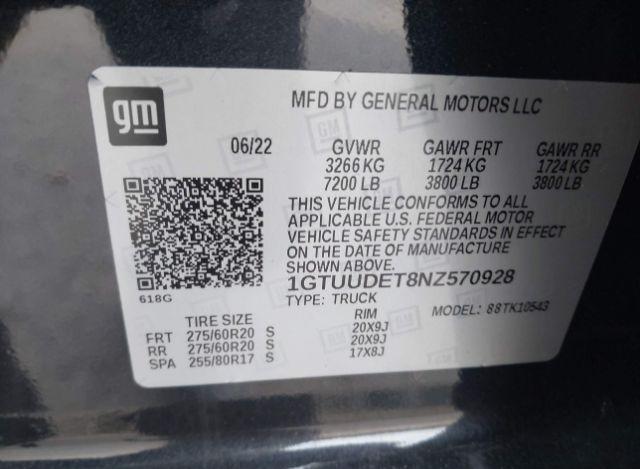 gm
MFD BY GENERAL MOTORS LLC
06/22 GVWR GAWR FRT GAWR RR
3266 KG 1724 KG 1724 KG
7200 LB 3800 LB 3800 LB
THIS VEHICLE CONFORMS TO ALL
APPLICABLE U.S. FEDERAL MOTOR
VEHICLE SAFETY STANDARDS IN EFFECT
ON THE DATE OF MANUFACTURE
SHOWN ABOVE.
618G
1GTUUDET8NZ570928
TYPE: TRUCK MODEL: 88TK10543
TIRE SIZE RIM
FRT 275/60R20 S 20X9J
RR 275/60R20 S 20X9J
SPA 255/80R17 S 17X8J